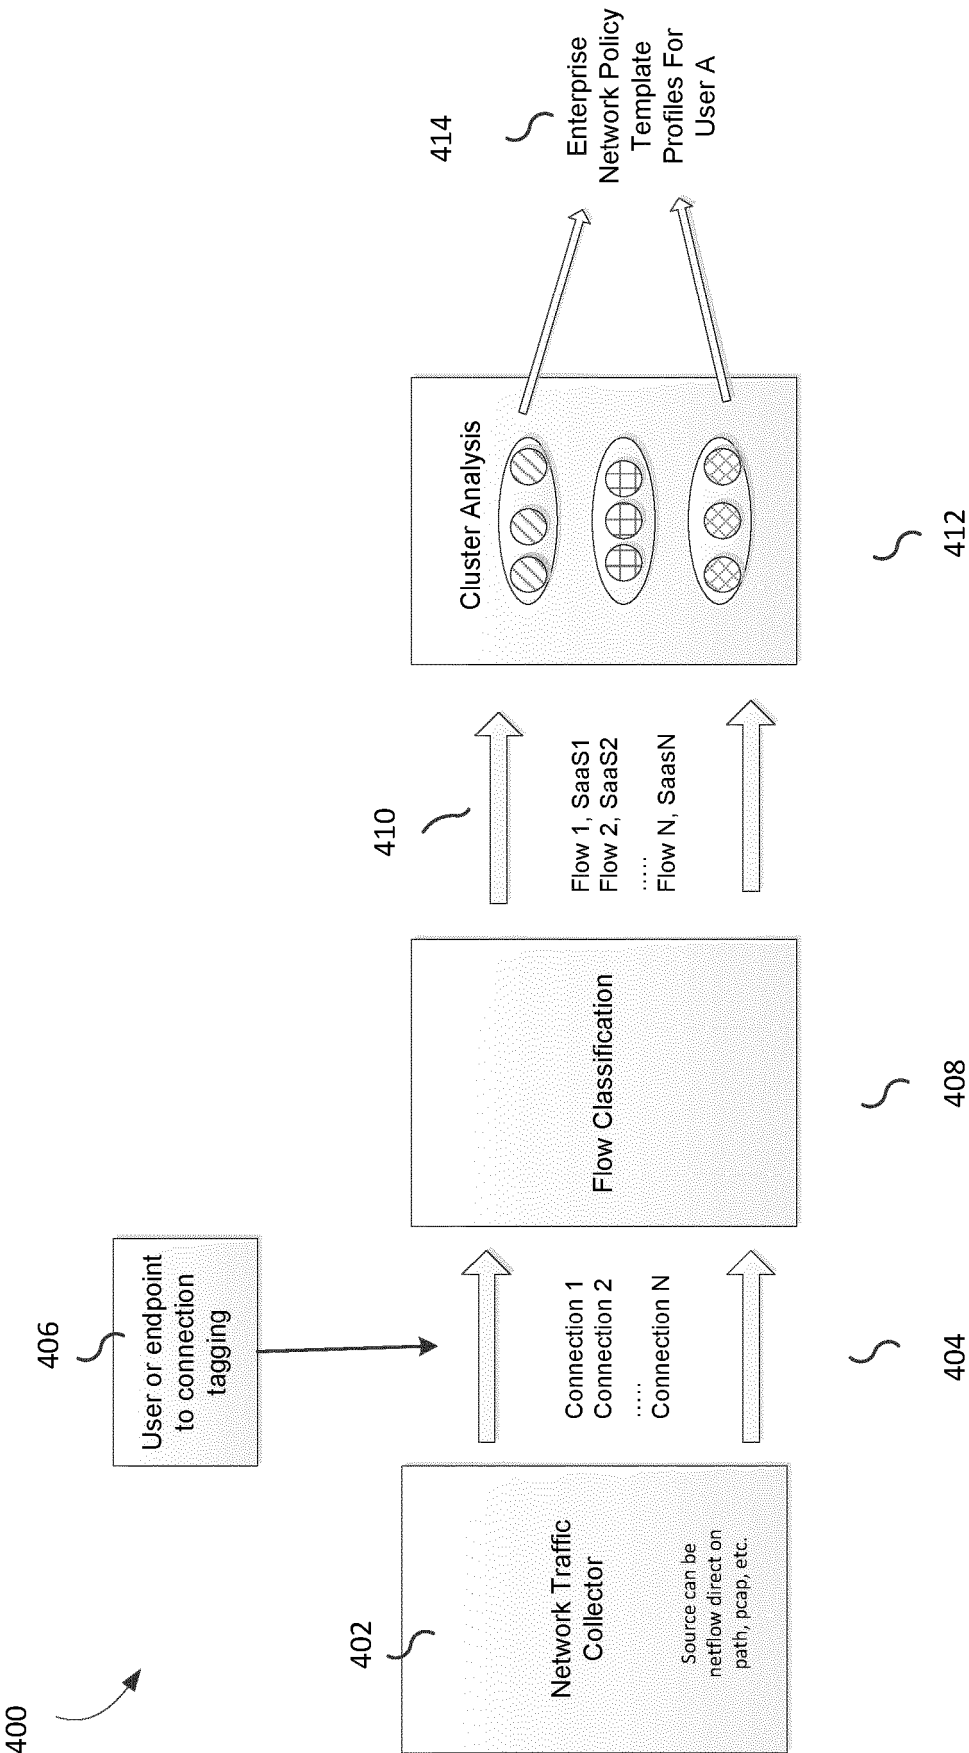 400
402
Network Traffic
Collector
Source can be
netflow direct on
path, pcap, etc.
406
User or endpoint
to connection
tagging
Connection 1
Connection 2
.....
Connection N
404
Flow Classification
408
410
Flow 1, SaaS1
Flow 2, SaaS2
.....
Flow N, SaasN
Cluster Analysis
412
414
Enterprise
Network Policy
Template
Profiles For
User A